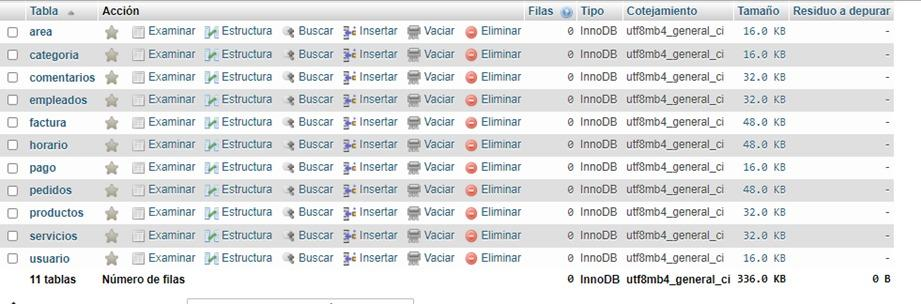 Tabla Acción Filas Tipo Cotejamiento Tamaño Residuo a depurar
area Examinar Estructura Buscar Insertar Vaciar Eliminar 0 InnoDB utf8mb4_general_ci 16.0 KB -
categoria Examinar Estructura Buscar Insertar Vaciar Eliminar 0 InnoDB utf8mb4_general_ci 16.0 KB -
comentarios Examinar Estructura Buscar Insertar Vaciar Eliminar 0 InnoDB utf8mb4_general_ci 32.0 KB -
empleados Examinar Estructura Buscar Insertar Vaciar Eliminar 0 InnoDB utf8mb4_general_ci 32.0 KB -
factura Examinar Estructura Buscar Insertar Vaciar Eliminar 0 InnoDB utf8mb4_general_ci 48.0 KB -
horario Examinar Estructura Buscar Insertar Vaciar Eliminar 0 InnoDB utf8mb4_general_ci 48.0 KB -
pago Examinar Estructura Buscar Insertar Vaciar Eliminar 0 InnoDB utf8mb4_general_ci 16.0 KB -
pedidos Examinar Estructura Buscar Insertar Vaciar Eliminar 0 InnoDB utf8mb4_general_ci 48.0 KB -
productos Examinar Estructura Buscar Insertar Vaciar Eliminar 0 InnoDB utf8mb4_general_ci 32.0 KB -
servicios Examinar Estructura Buscar Insertar Vaciar Eliminar 0 InnoDB utf8mb4_general_ci 32.0 KB -
usuario Examinar Estructura Buscar Insertar Vaciar Eliminar 0 InnoDB utf8mb4_general_ci 16.0 KB -
11 tablas Número de filas 0 InnoDB utf8mb4_general_ci 336.0 KB 0 B